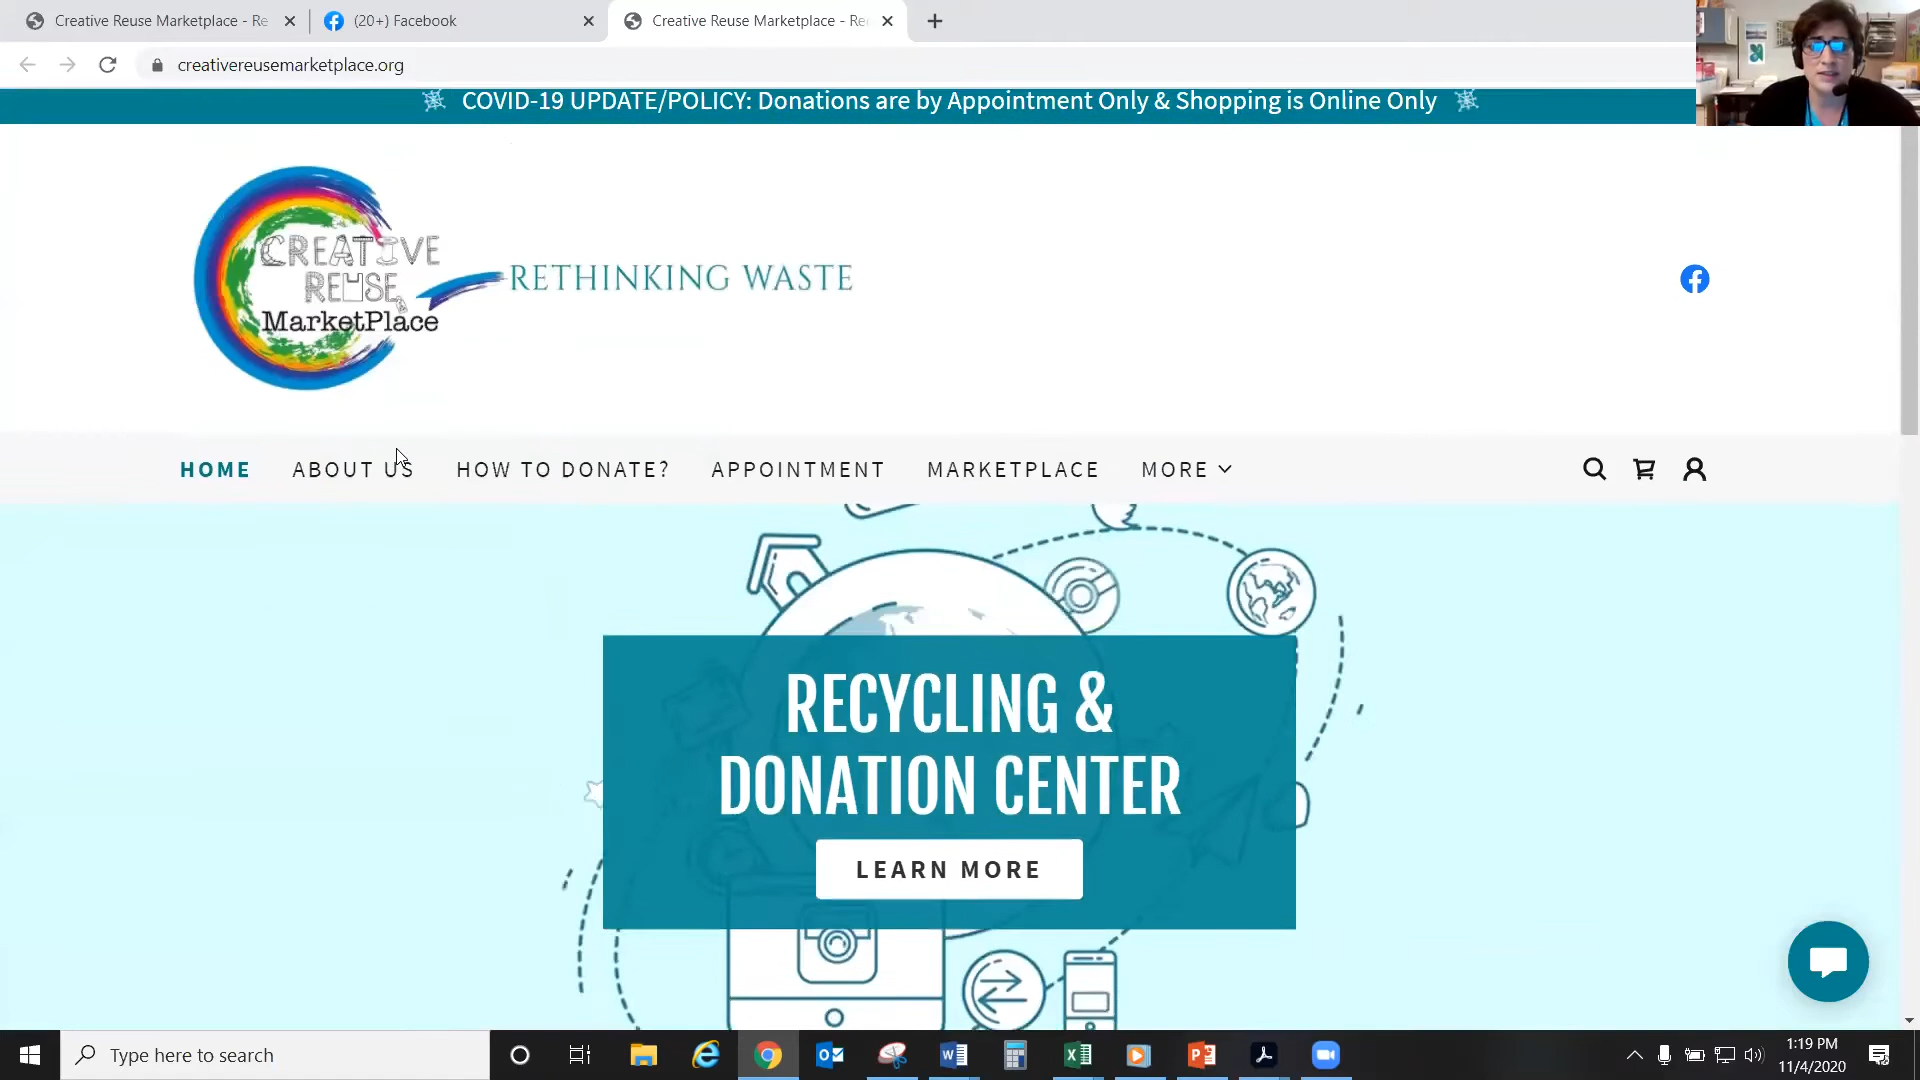 Creative Reuse Marketplace - Re
(20+) Facebook
Creative Reuse Marketplace - Re
creativereusemarketplace.org
COVID-19 UPDATE/POLICY: Donations are by Appointment Only & Shopping is Online Only
CREATIVE
REUSE
MarketPlace
RETHINKING WASTE
HOME ABOUT US HOW TO DONATE? APPOINTMENT MARKETPLACE MORE
RECYCLING &
DONATION CENTER
LEARN MORE
Type here to search
1:19 PM
11/4/2020